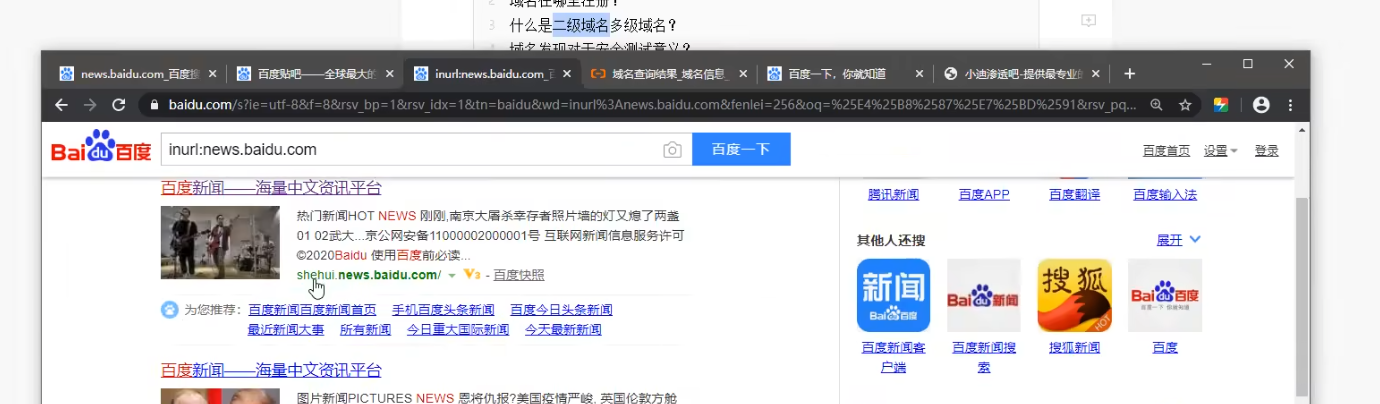 2 域名在哪里注册?
3 什么是二级域名多级域名?
4 域名发现对于安全测试意义?
news.baidu.com_百度搜
百度贴吧——全球最大的
inurl:news.baidu.com_百
域名查询结果_域名信息_
百度一下，你就知道
小迪渗透吧-提供最专业的
baidu.com/s?ie=utf-8&f=8&rsv_bp=1&rsv_idx=1&tn=baidu&wd=inurl%3Anews.baidu.com&fenlei=256&oq=%25E4%25B8%2587%25E7%25BD%2591&rsv_pq...
Bai du 百度
inurl:news.baidu.com
百度一下
百度首页 设置 登录
百度新闻——海量中文资讯平台
热门新闻HOT NEWS 刚刚,南京大屠杀幸存者照片墙的灯又熄了两盏
01 02武大...京公网安备11000002000001号 互联网新闻信息服务许可
©2020Baidu 使用百度前必读...
shehui.news.baidu.com/ V3 - 百度快照
为您推荐: 百度新闻百度新闻首页 手机百度头条新闻 百度今日头条新闻
最近新闻大事 所有新闻 今日重大国际新闻 今天最新新闻
百度新闻——海量中文资讯平台
图片新闻PICTURES NEWS 恩将仇报?美国疫情严峻, 英国伦敦方舱
腾讯新闻 百度APP 百度翻译 百度输入法
其他人还搜 展开
新闻
Bai du 百度
Bai du 新闻
搜狐
HOT
Bai du 百度
百度一下 你就知道
百度新闻客户端
百度新闻搜索
搜狐新闻
百度